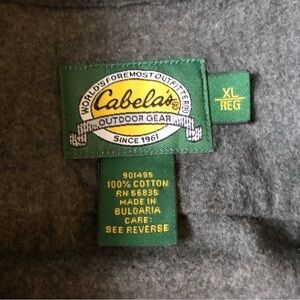 WORLD'S FOREMOST OUTFITTER®
Cabela's®
OUTDOOR GEAR
SINCE 1961
XL
REG
901495
100% COTTON
RN 56835
MADE IN
BULGARIA
CARE:
SEE REVERSE